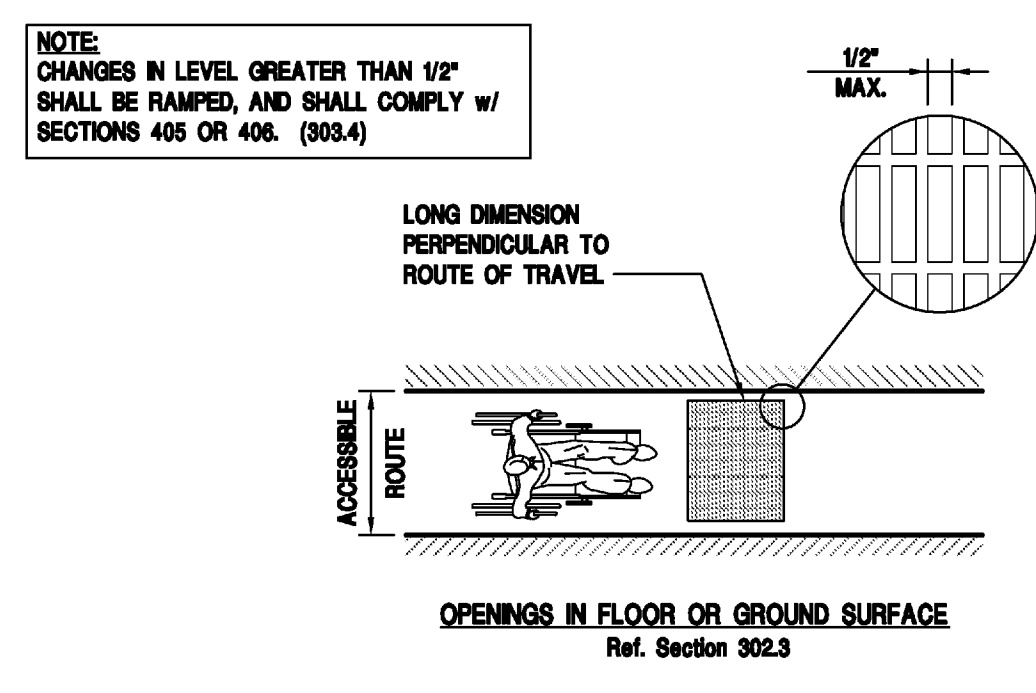 NOTE:
CHANGES IN LEVEL GREATER THAN 1/2"
SHALL BE RAMPED, AND SHALL COMPLY w/
SECTIONS 405 OR 406. (303.4)
1/2"
MAX.
LONG DIMENSION
PERPENDICULAR TO
ROUTE OF TRAVEL
ACCESSIBLE
ROUTE
OPENINGS IN FLOOR OR GROUND SURFACE
Ref. Section 302.3